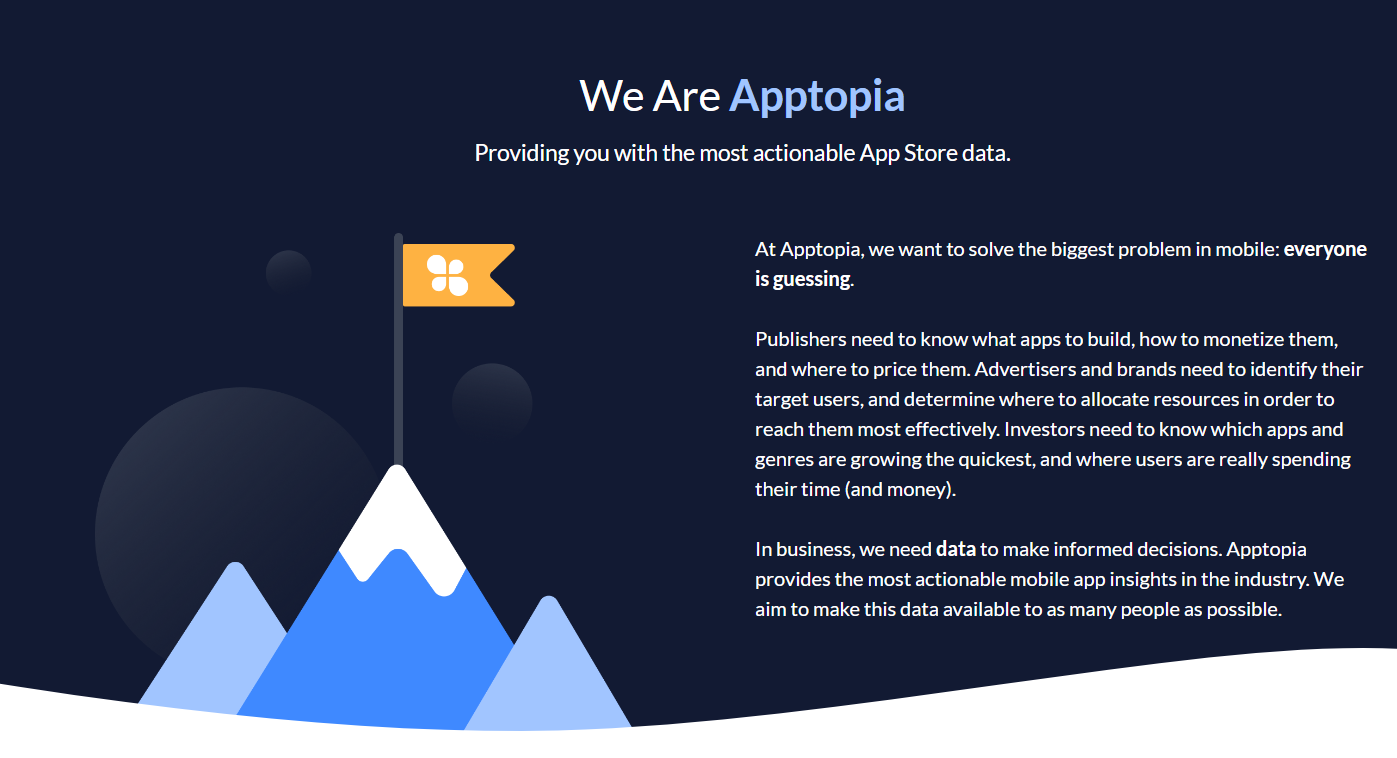 We Are Apptopia
Providing you with the most actionable App Store data.
At Apptopia, we want to solve the biggest problem in mobile: everyone
is guessing.
Publishers need to know what apps to build, how to monetize them,
and where to price them. Advertisers and brands need to identify their
target users, and determine where to allocate resources in order to
reach them most effectively. Investors need to know which apps and
genres are growing the quickest, and where users are really spending
their time (and money).
In business, we need data to make informed decisions. Apptopia
provides the most actionable mobile app insights in the industry. We
aim to make this data available to as many people as possible.